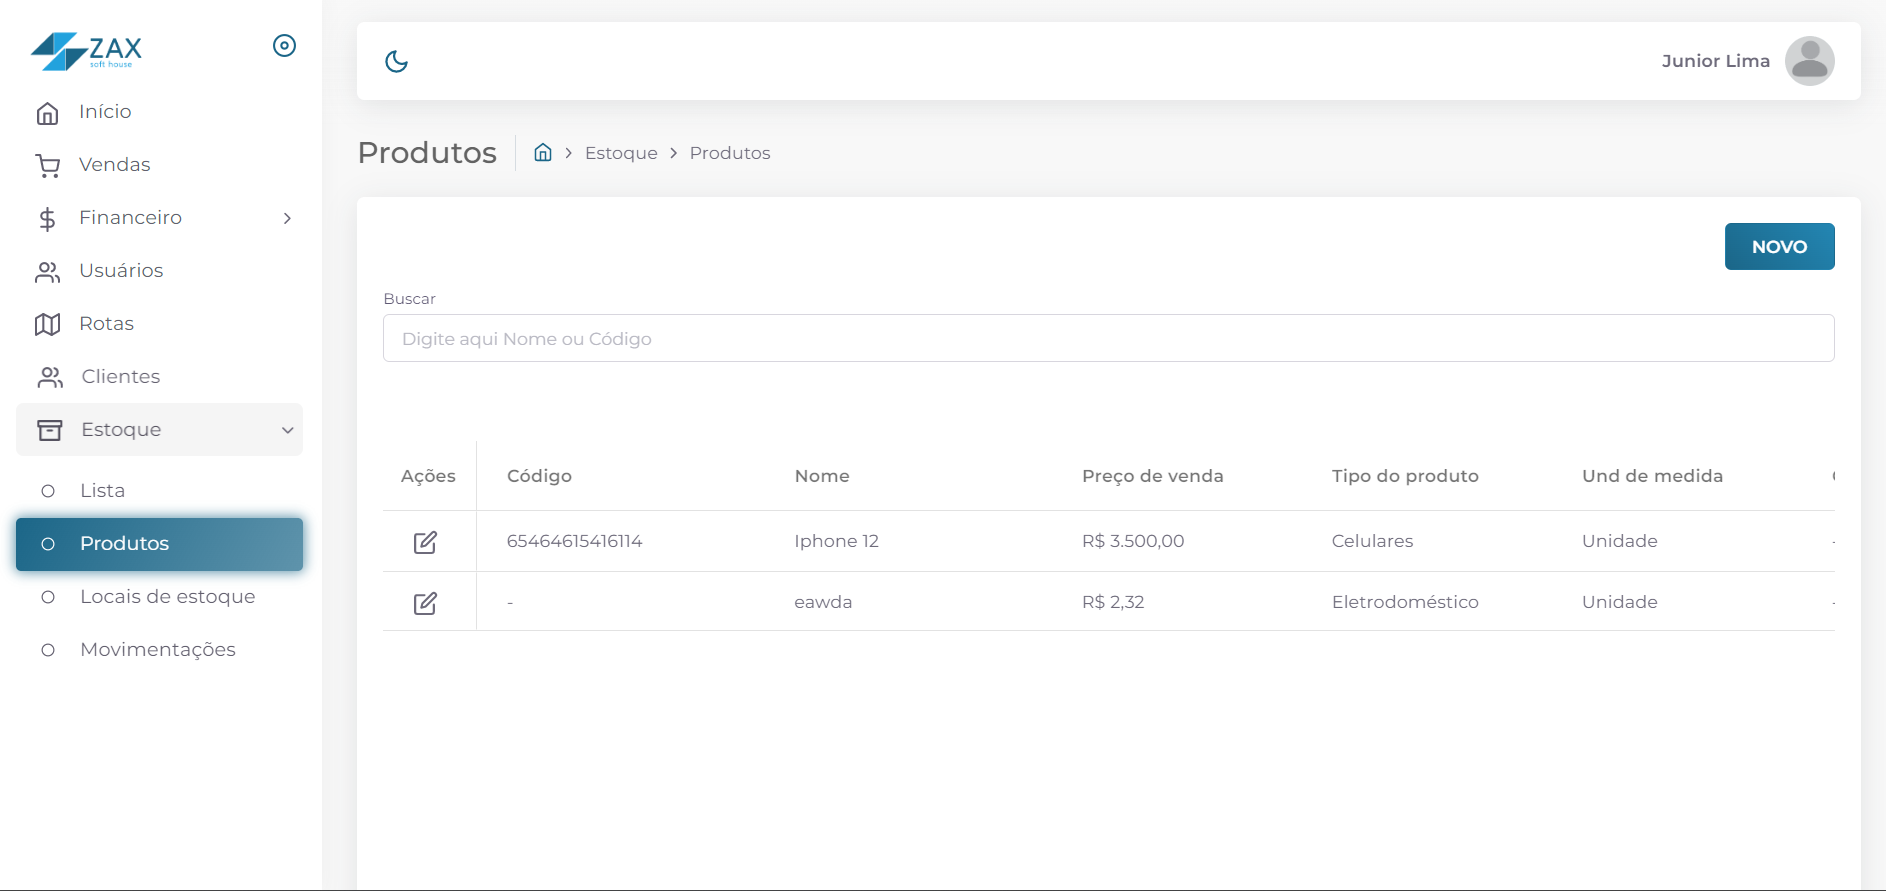 ZAX
soft house
Início
Vendas
Financeiro
Usuários
Rotas
Clientes
Estoque
Lista
Produtos
Locais de estoque
Movimentações
Junior Lima
Produtos
Estoque
Produtos
NOVO
Buscar
Digite aqui Nome ou Código
Ações Código Nome Preço de venda Tipo do produto Und de medida
65464615416114 Iphone 12 R$ 3.500,00 Celulares Unidade -
- eawda R$ 2,32 Eletrodoméstico Unidade -